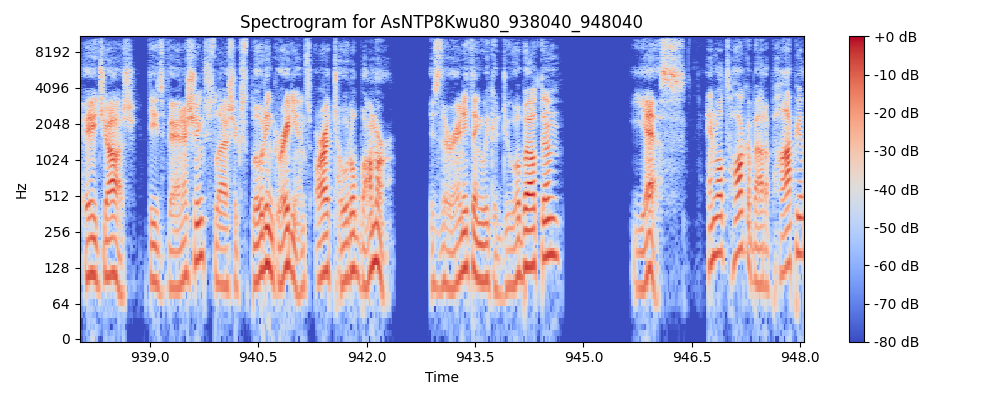 Spectrogram for AsNTP8Kwu80_938040_948040
8192
4096
2048
1024
512
256
128
64
0
Hz
939.0
940.5
942.0
943.5
945.0
946.5
948.0
Time
+0 dB
-10 dB
-20 dB
-30 dB
-40 dB
-50 dB
-60 dB
-70 dB
-80 dB